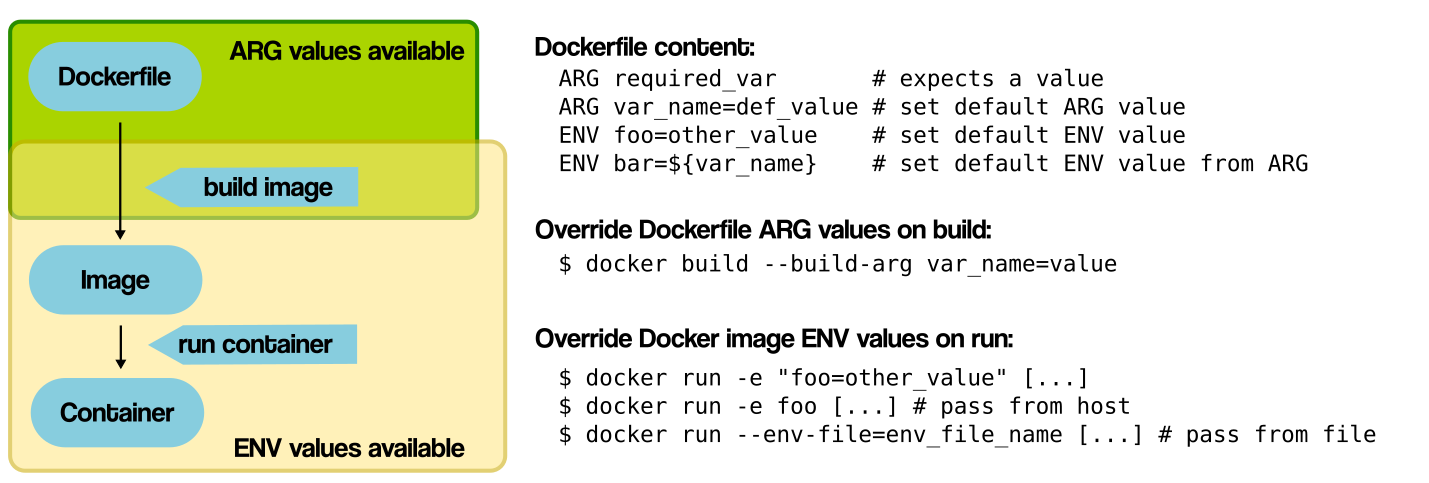 ARG values available
Dockerfile
build image
Image
run container
Container
ENV values available
Dockerfile content:
ARG required_var       # expects a value
ARG var_name=def_value # set default ARG value
ENV foo=other_value    # set default ENV value
ENV bar=${var_name}    # set default ENV value from ARG
Override Dockerfile ARG values on build:
$ docker build --build-arg var_name=value
Override Docker image ENV values on run:
$ docker run -e "foo=other_value" [...]
$ docker run -e foo [...] # pass from host
$ docker run --env-file=env_file_name [...] # pass from file